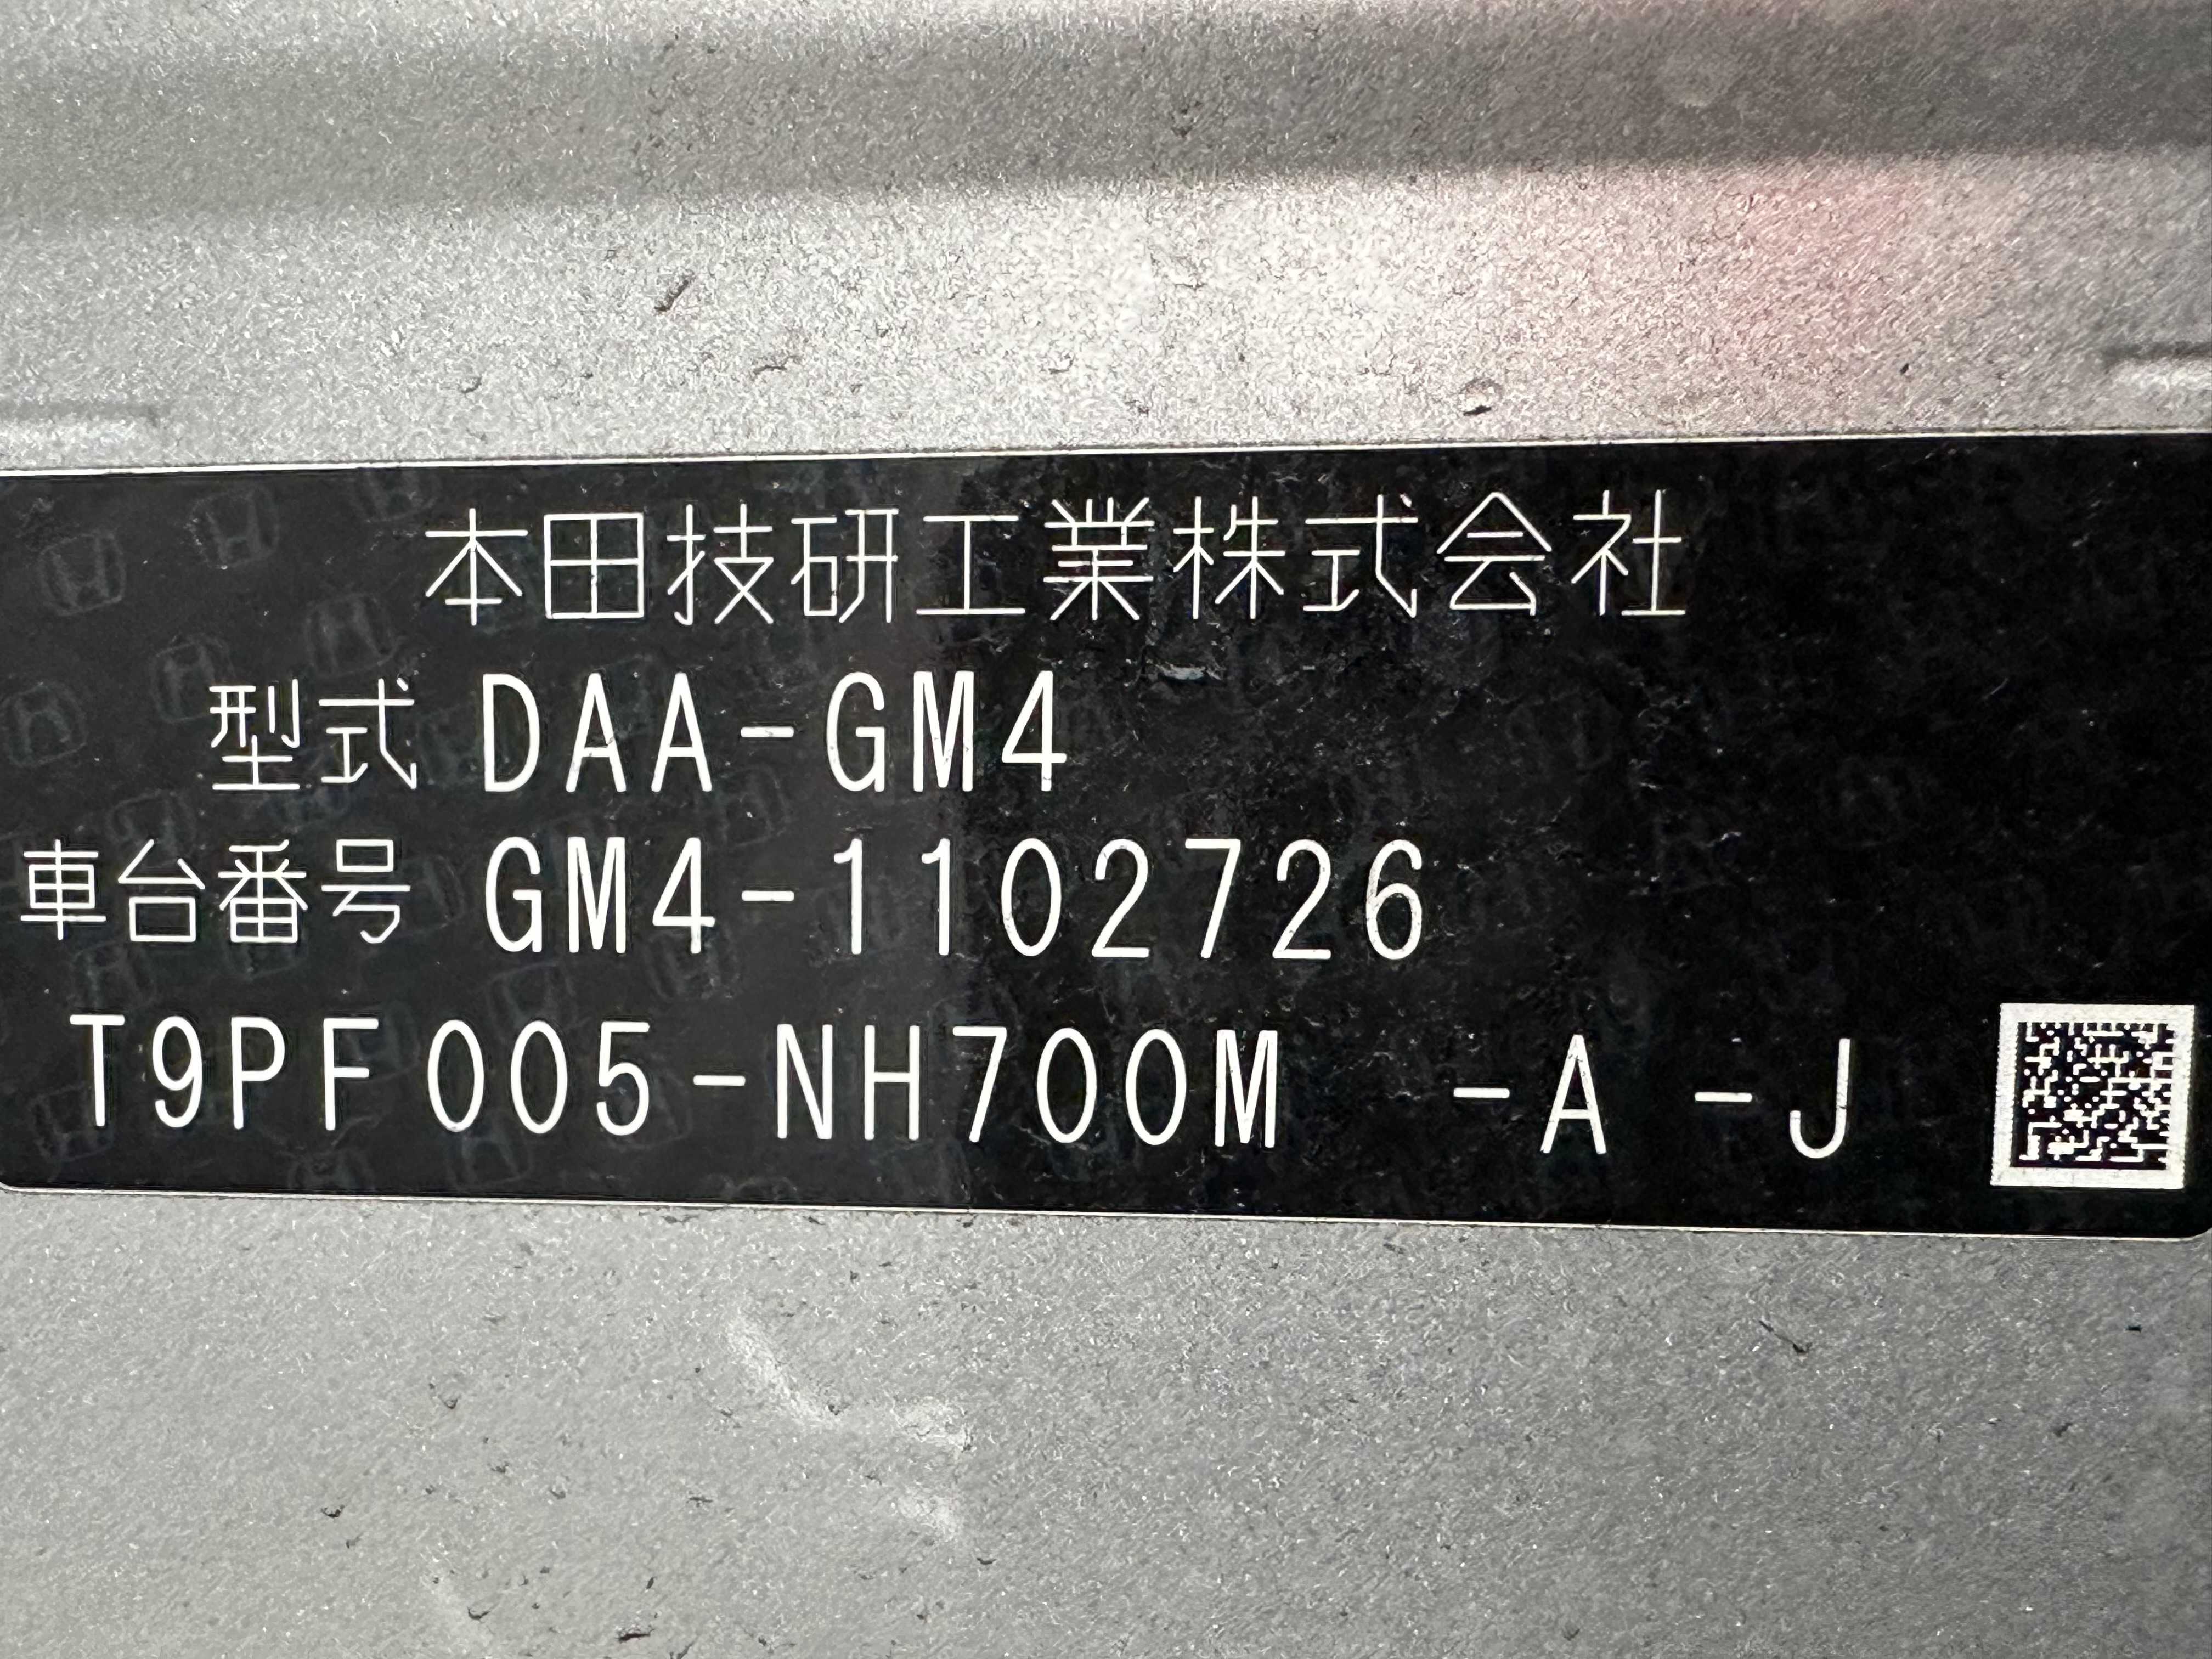 本田技研工業株式会社
型式 DAA-GM4
車台番号 GM4-1102726
T9PF005-NH700M -A -J